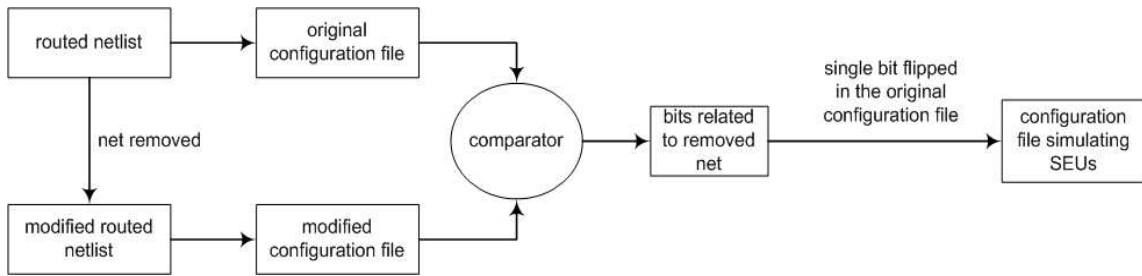 routed netlist
original
configuration file
net removed
comparator
bits related
to removed
net
single bit flipped
in the original
configuration file
configuration
file simulating
SEUs
modified routed
netlist
modified
configuration file